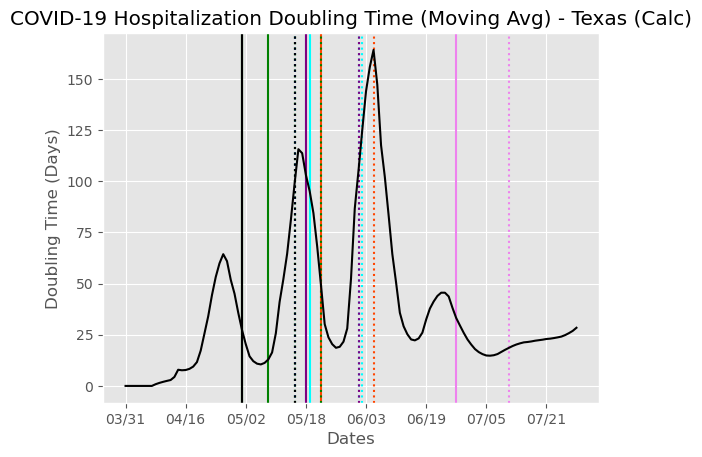 COVID-19 Hospitalization Doubling Time (Moving Avg) - Texas (Calc)
Doubling Time (Days)
150
125
100
75
50
25
0
03/31 04/16 05/02 05/18 06/03 06/19 07/05 07/21
Dates